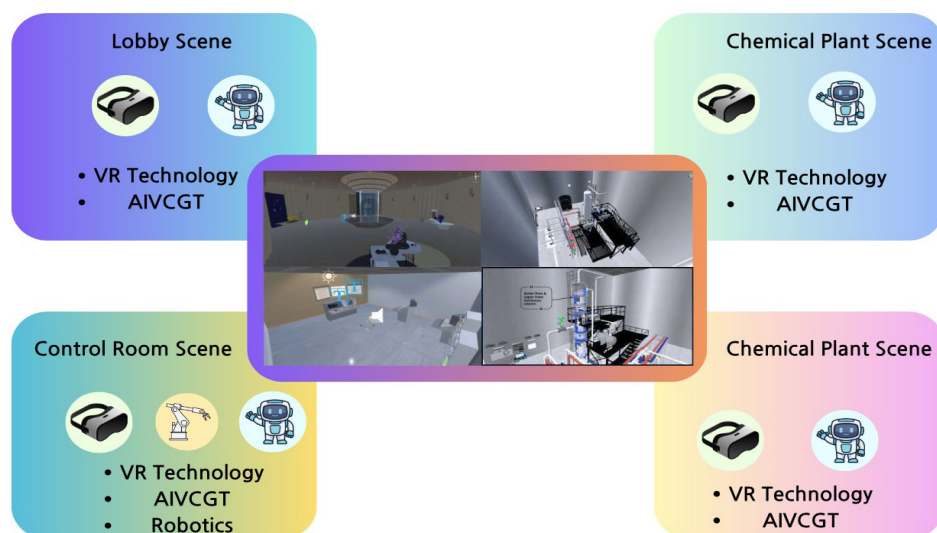 Lobby Scene
• VR Technology
• AIVCGT
Chemical Plant Scene
• VR Technology
• AIVCGT
Control Room Scene
• VR Technology
• AIVCGT
• Robotics
Chemical Plant Scene
• VR Technology
• AIVCGT